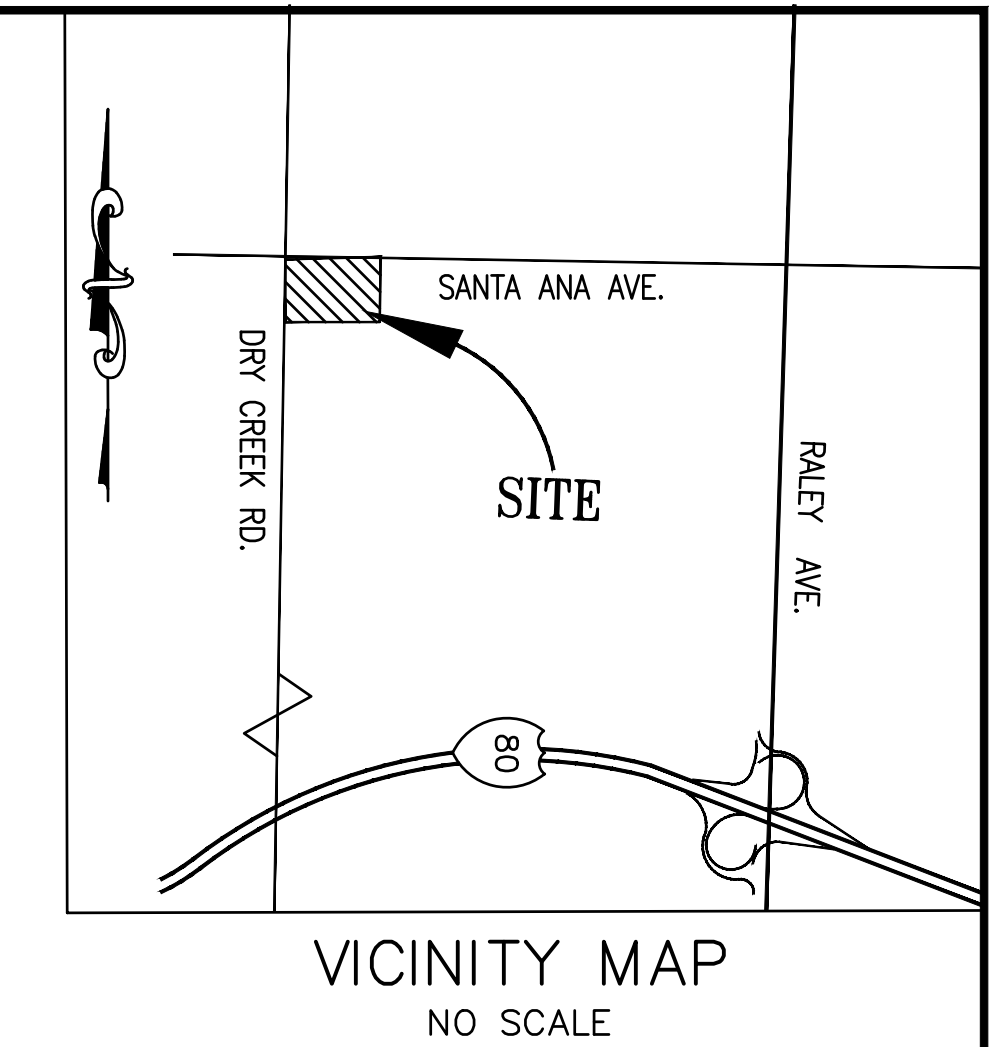 SANTA ANA AVE.
DRY CREEK RD.
RALEY AVE.
SITE
80
VICINITY MAP
NO SCALE